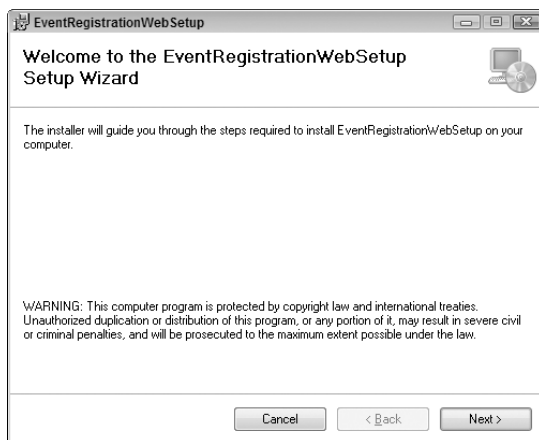 EventRegistrationWebSetup
Welcome to the EventRegistrationWebSetup
Setup Wizard
The installer will guide you through the steps required to install EventRegistrationWebSetup on your
computer.
WARNING: This computer program is protected by copyright law and international treaties.
Unauthorized duplication or distribution of this program, or any portion of it, may result in severe civil
or criminal penalties, and will be prosecuted to the maximum extent possible under the law.
Cancel < Back Next >